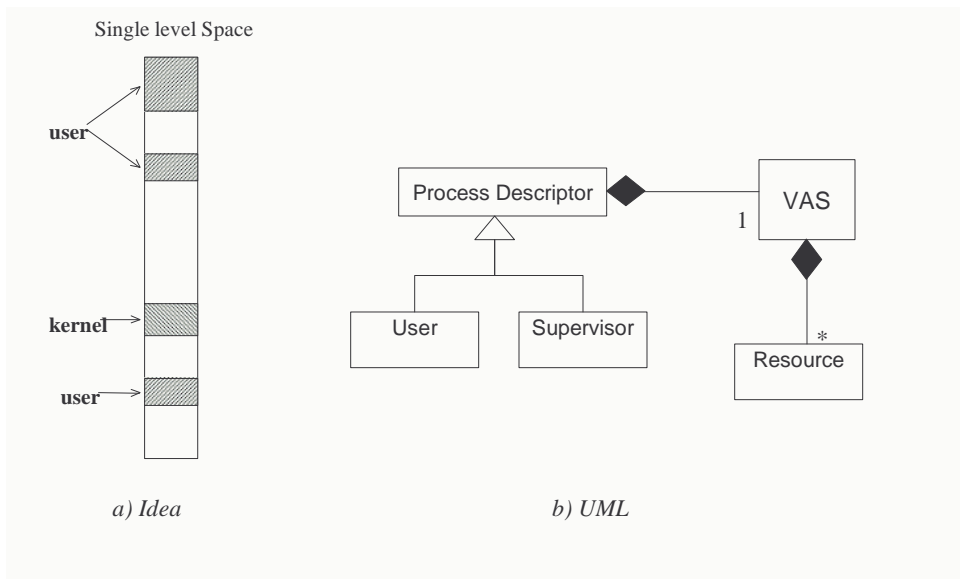 Single level Space
user
kernel
user
a) Idea
Process Descriptor
VAS
1
User
Supervisor
*
Resource
b) UML